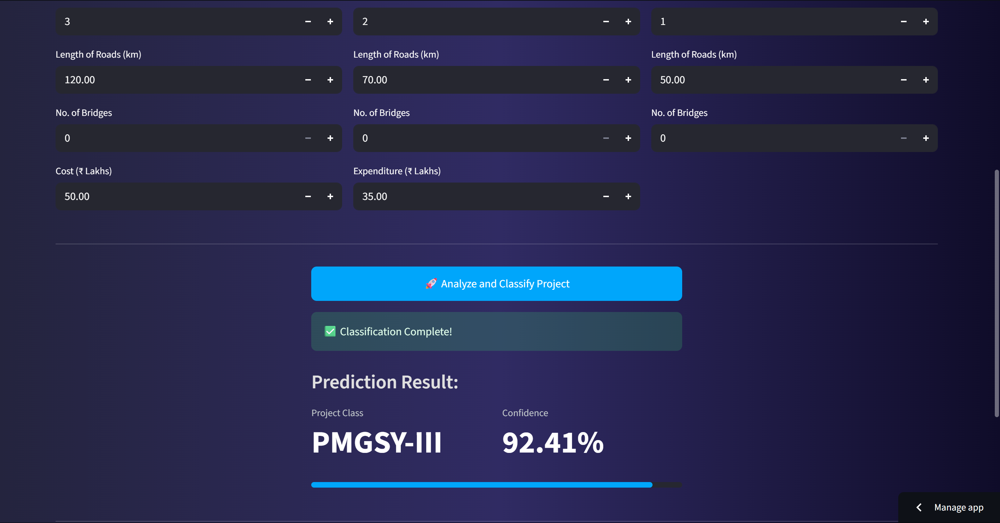 3 2 1
Length of Roads (km) Length of Roads (km) Length of Roads (km)
120.00 70.00 50.00
No. of Bridges No. of Bridges No. of Bridges
0 0 0
Cost (₹ Lakhs) Expenditure (₹ Lakhs)
50.00 35.00
🚀 Analyze and Classify Project
✅ Classification Complete!
Prediction Result:
Project Class Confidence
PMGSY-III 92.41%
Manage app